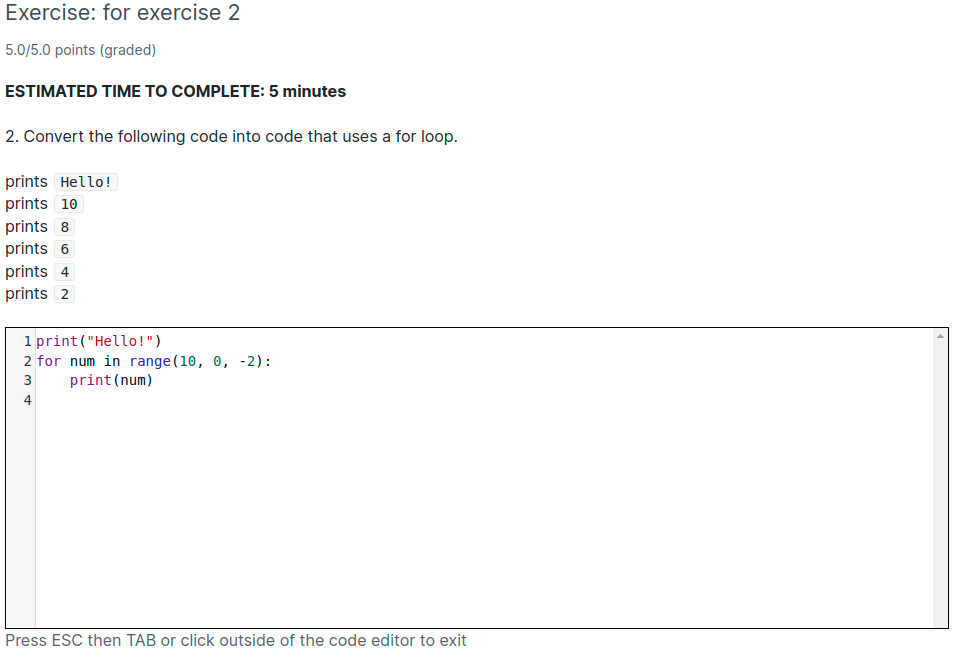 Exercise: for exercise 2
5.0/5.0 points (graded)
ESTIMATED TIME TO COMPLETE: 5 minutes
2. Convert the following code into code that uses a for loop.
prints Hello!
prints 10
prints 8
prints 6
prints 4
prints 2
1 print("Hello!")
2 for num in range(10, 0, -2):
3     print(num)
4
Press ESC then TAB or click outside of the code editor to exit